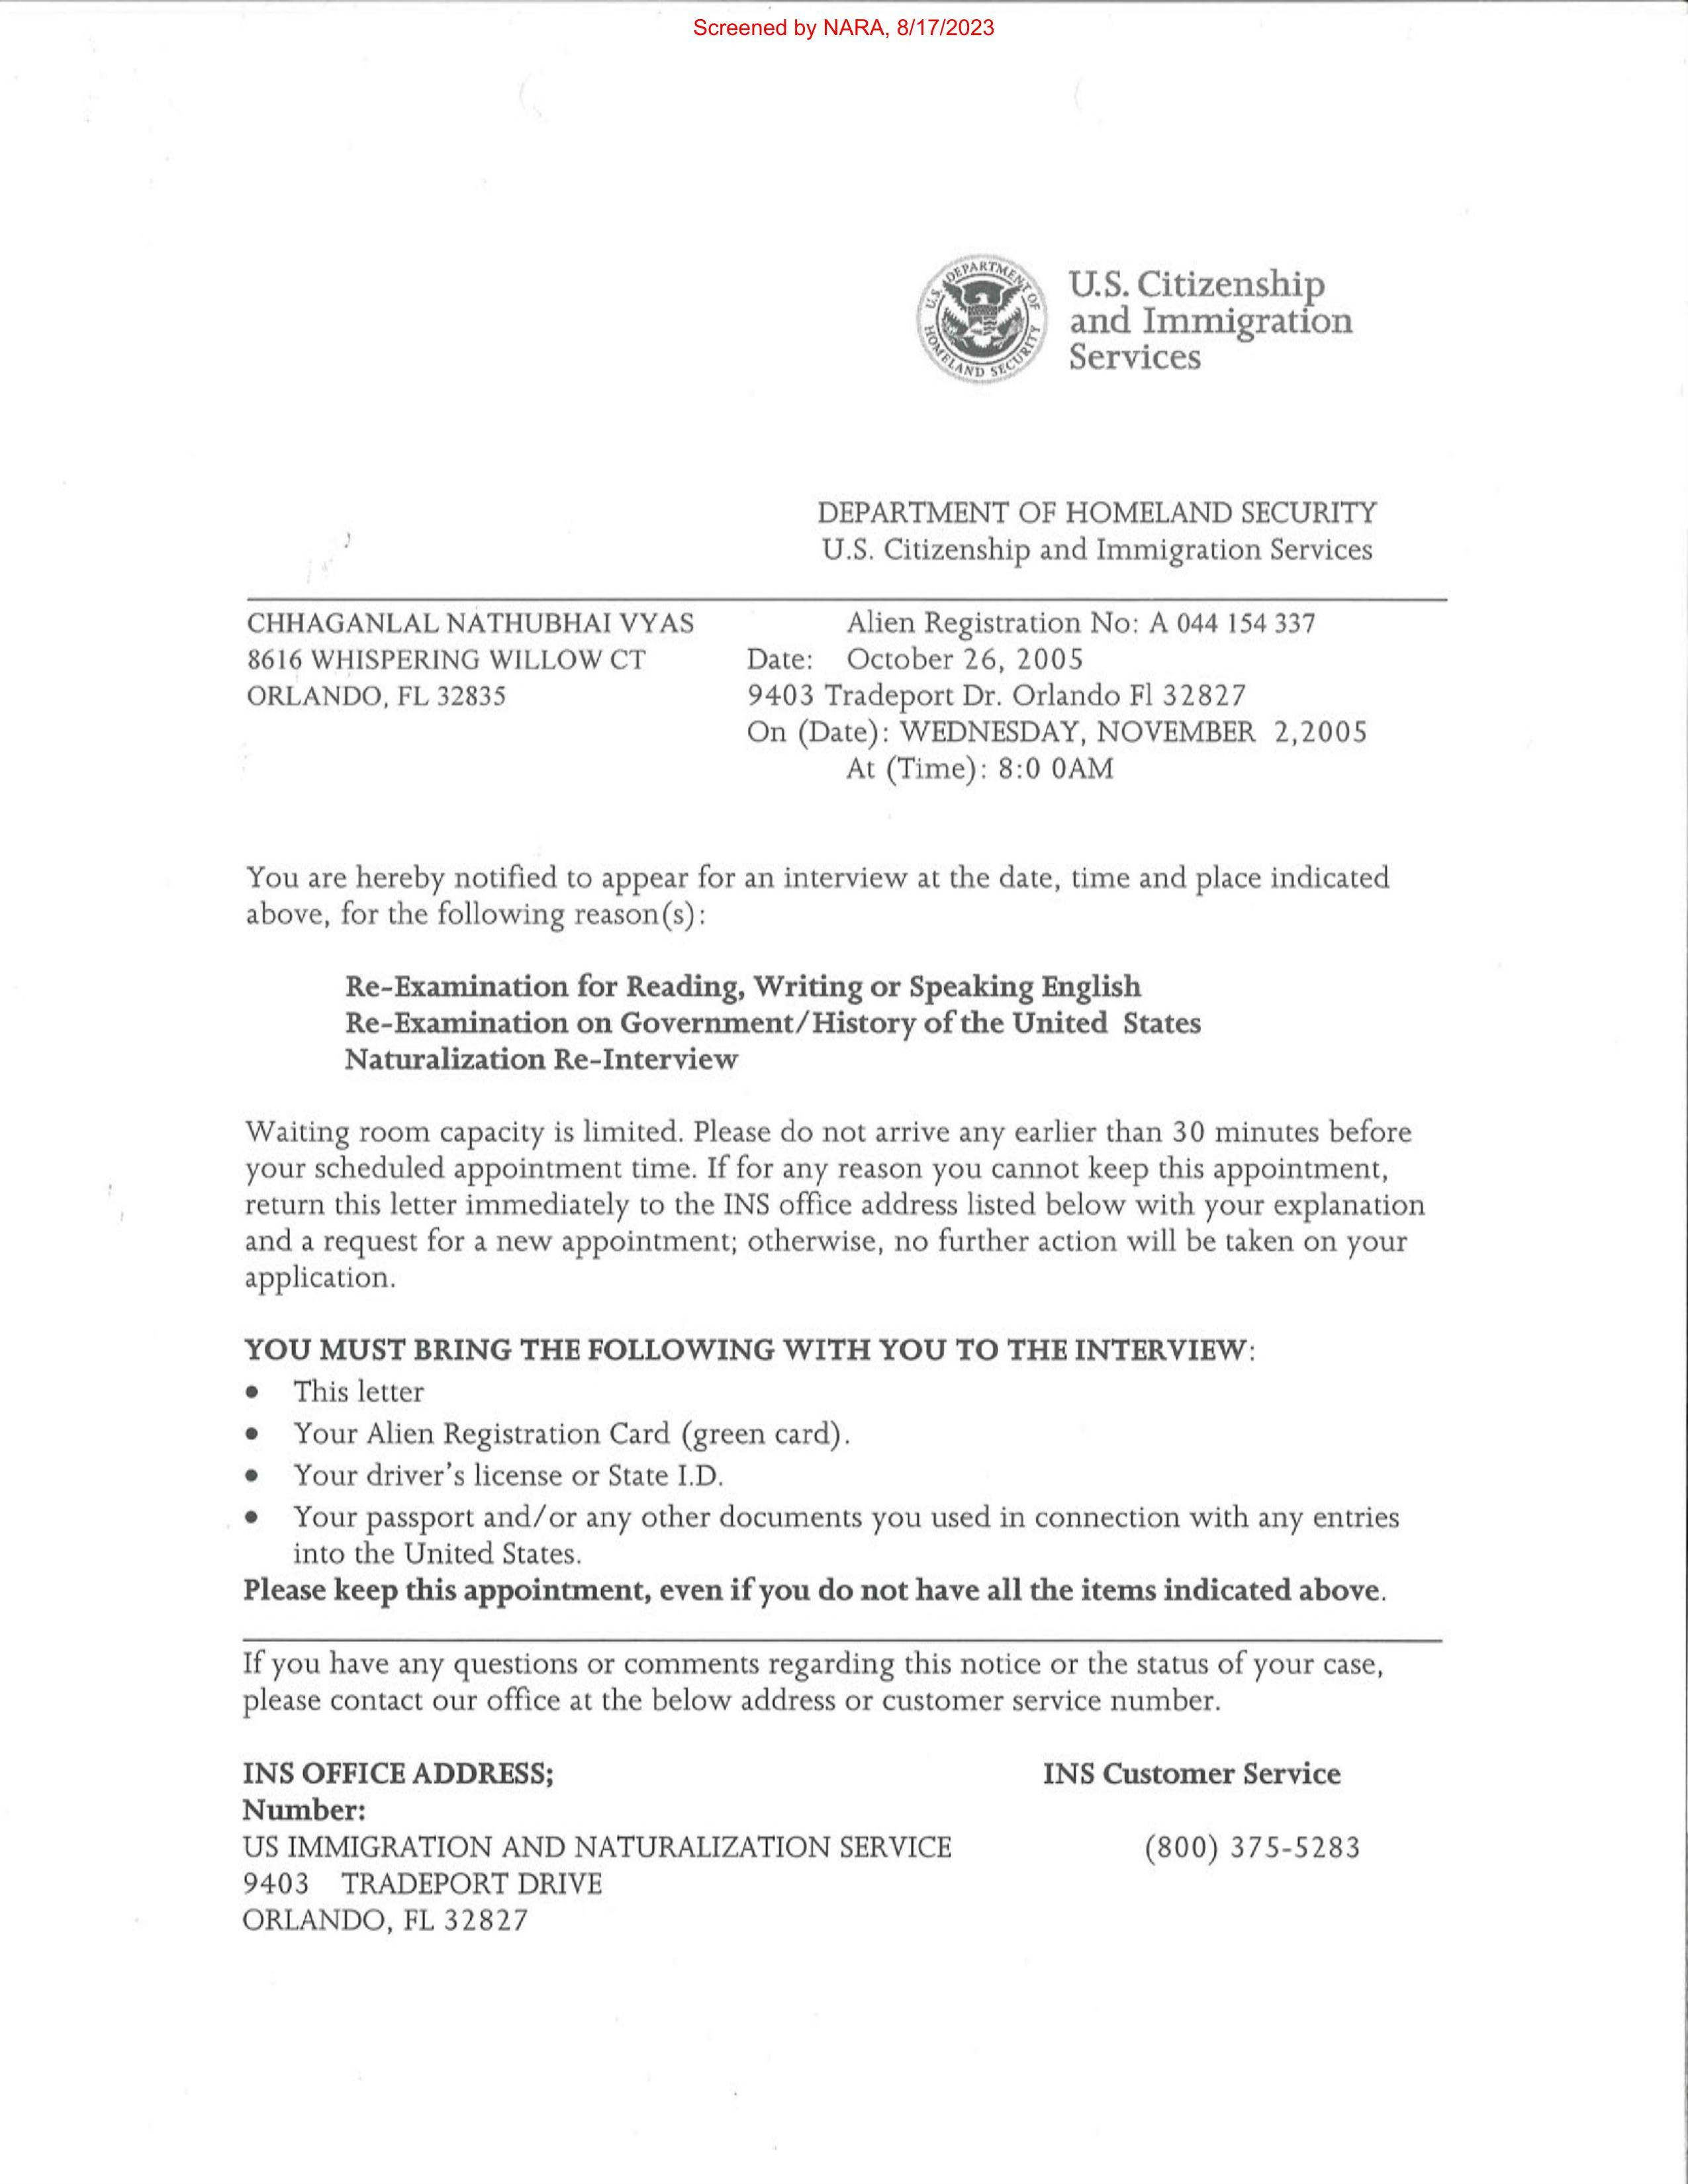 Screened by NARA, 8/17/2023
U.S. DEPARTMENT OF HOMELAND SECURITY
U.S. Citizenship
and Immigration
Services
DEPARTMENT OF HOMELAND SECURITY
U.S. Citizenship and Immigration Services
CHHAGANLAL NATHUBHAI VYAS Alien Registration No: A 044 154 337
8616 WHISPERING WILLOW CT Date: October 26, 2005
ORLANDO, FL 32835 9403 Tradeport Dr. Orlando Fl 32827
On (Date): WEDNESDAY, NOVEMBER 2,2005
At (Time): 8:0 0AM
You are hereby notified to appear for an interview at the date, time and place indicated
above, for the following reason(s):
Re-Examination for Reading, Writing or Speaking English
Re-Examination on Government/History of the United States
Naturalization Re-Interview
Waiting room capacity is limited. Please do not arrive any earlier than 30 minutes before
your scheduled appointment time. If for any reason you cannot keep this appointment,
return this letter immediately to the INS office address listed below with your explanation
and a request for a new appointment; otherwise, no further action will be taken on your
application.
YOU MUST BRING THE FOLLOWING WITH YOU TO THE INTERVIEW:
• This letter
• Your Alien Registration Card (green card).
• Your driver's license or State I.D.
• Your passport and/or any other documents you used in connection with any entries
into the United States.
Please keep this appointment, even if you do not have all the items indicated above.
If you have any questions or comments regarding this notice or the status of your case,
please contact our office at the below address or customer service number.
INS OFFICE ADDRESS; INS Customer Service
Number:
US IMMIGRATION AND NATURALIZATION SERVICE (800) 375-5283
9403 TRADEPORT DRIVE
ORLANDO, FL 32827